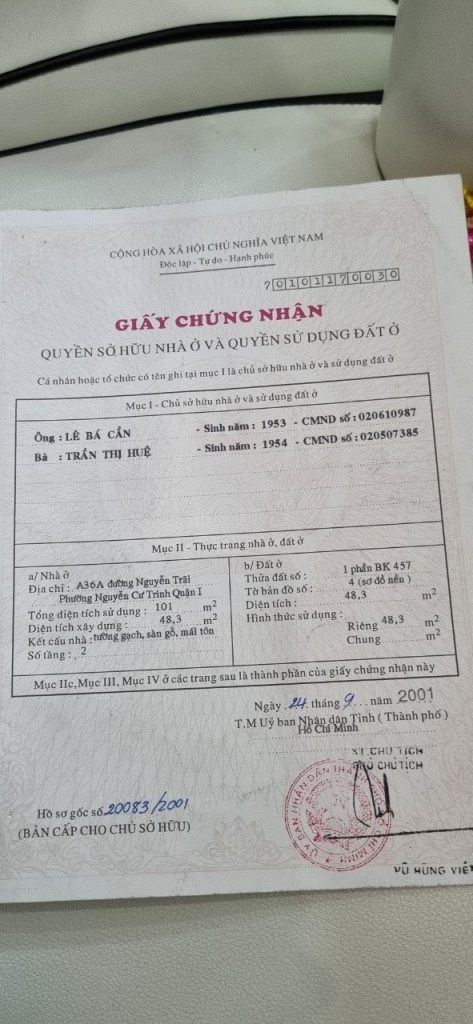 CỘNG HÒA XÃ HỘI CHỦ NGHĨA VIỆT NAM
Độc lập - Tự do - Hạnh phúc
70101170030
GIẤY CHỨNG NHẬN
QUYỀN SỞ HỮU NHÀ Ở VÀ QUYỀN SỬ DỤNG ĐẤT Ở
Cá nhân hoặc tổ chức có tên ghi tại mục I là chủ sở hữu nhà ở và sử dụng đất ở
Mục I - Chủ sở hữu nhà ở và sử dụng đất ở
Ông : LÊ BÁ CẨN - Sinh năm : 1953 - CMND số : 020610987
Bà : TRẦN THỊ HUỆ - Sinh năm : 1954 - CMND số : 020507385
Mục II - Thực trạng nhà ở, đất ở
a/ Nhà ở
Địa chỉ : A36A đường Nguyễn Trãi
Phường Nguyễn Cư Trinh Quận I
Tổng diện tích sử dụng : 101 m2
Diện tích xây dựng : 48,3 m2
Kết cấu nhà : tường gạch, sàn gỗ, mái tôn
Số tầng : 2
b/ Đất ở
Thửa đất số : 1 phần BK 457
Tờ bản đồ số : 4 (sơ đồ nền)
Diện tích : 48,3 m2
Hình thức sử dụng :
Riêng 48,3 m2
Chung m2
Mục IIc, Mục III, Mục IV ở các trang sau là thành phần của giấy chứng nhận này
Ngày 24 tháng 9 năm 2001
T.M Uỷ ban Nhân dân Tỉnh ( Thành phố )
Hồ Chí Minh
KT.CHỦ TỊCH
PHÓ CHỦ TỊCH
Hồ sơ gốc số 20083/2001
(BẢN CẤP CHO CHỦ SỞ HỮU)
VŨ HÙNG VIỆT